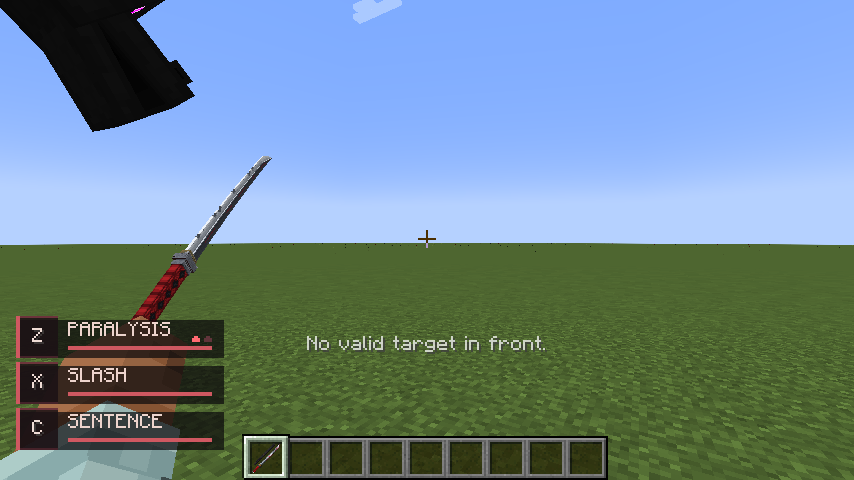 Z PARALYSIS
No valid target in front.
X SLASH
C SENTENCE